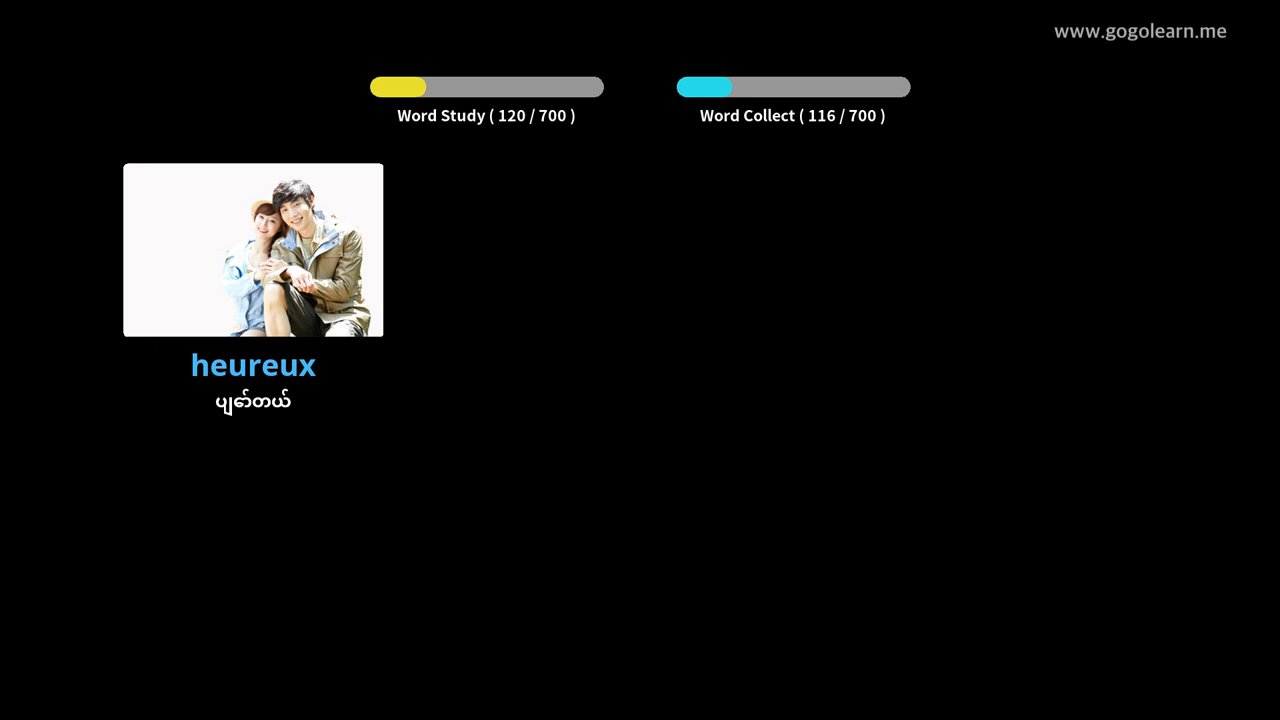 www.gogolearn.me
Word Study ( 120 / 700 )
Word Collect ( 116 / 700 )
heureux
ပျော်တယ်